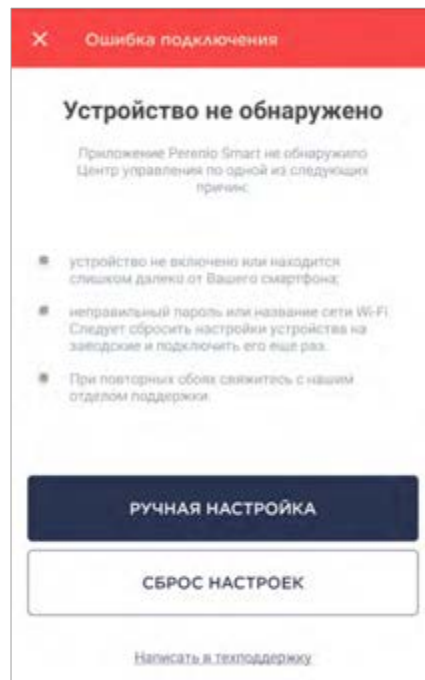 Ошибка подключения
Устройство не обнаружено
Приложение Perenio Smart не обнаружило
Центр управления по одной из следующих
причин:
устройство не включено или находится
слишком далеко от Вашего смартфона;
неправильный пароль или название сети Wi-Fi.
Следует сбросить настройки устройства на
заводские и подключить его еще раз.
При повторных сбоях свяжитесь с нашим
отделом поддержки.
РУЧНАЯ НАСТРОЙКА
СБРОС НАСТРОЕК
Написать в техподдержку